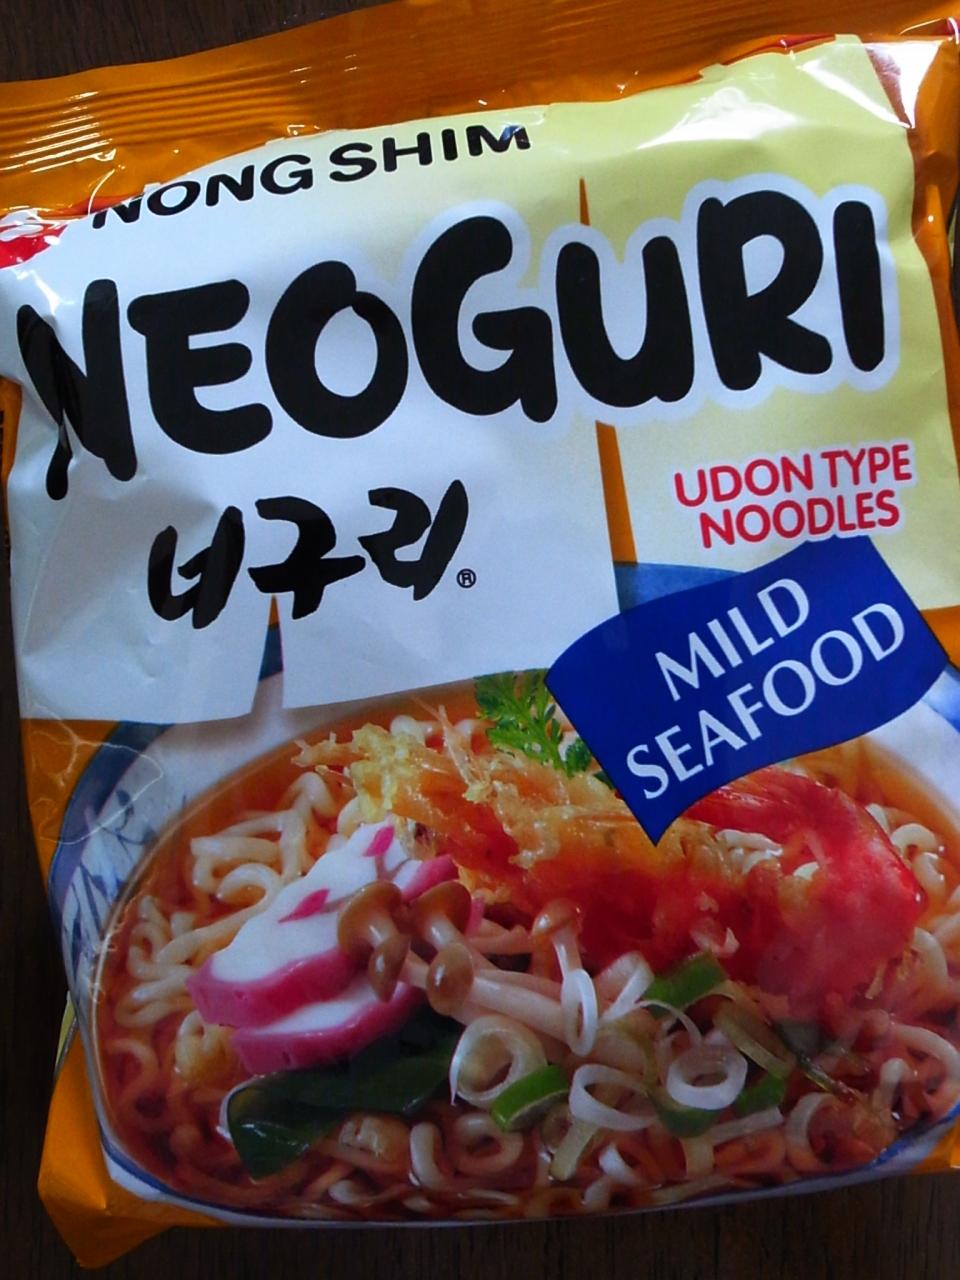 NONGSHIM
NEOGURI
너구리®
UDON TYPE
NOODLES
MILD
SEAFOOD